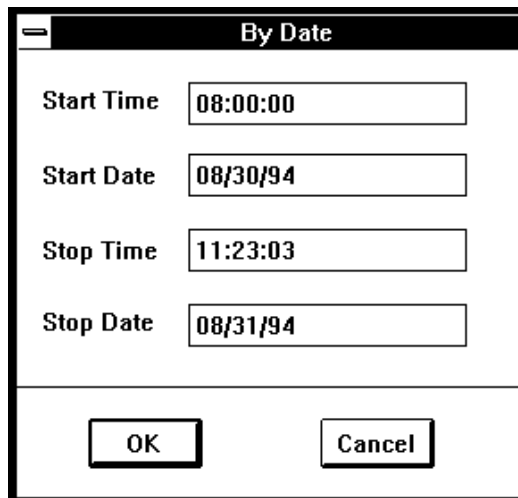 By Date
Start Time 08:00:00
Start Date 08/30/94
Stop Time 11:23:03
Stop Date 08/31/94
OK Cancel